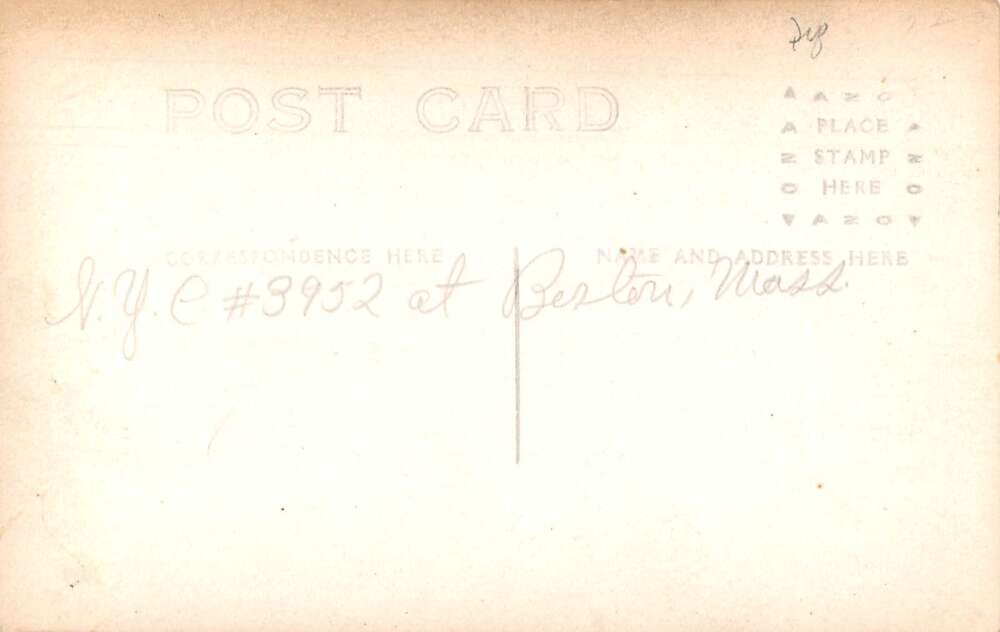 POST CARD
AZO
PLACE
STAMP
HERE
AZO
CORRESPONDENCE HERE
NAME AND ADDRESS HERE
N.Y.C #3952 at Boston, Mass.